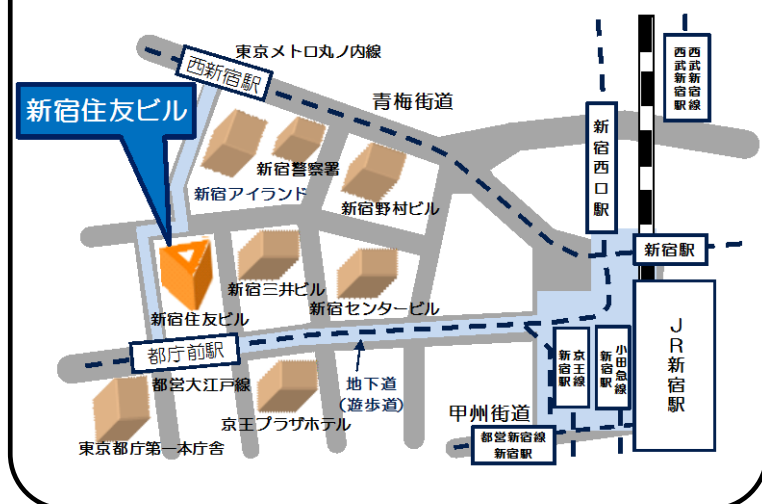 東京メトロ丸ノ内線
西新宿駅
青梅街道
西武新宿線
西武新宿駅
新宿住友ビル
新宿西口駅
新宿警察署
新宿アイランド
新宿野村ビル
新宿駅
新宿三井ビル
新宿センタービル
新宿住友ビル
都庁前駅
都営大江戸線
地下道
(遊歩道)
京王線
新宿駅
小田急線
新宿駅
JR新宿駅
京王プラザホテル
甲州街道
東京都庁第一本庁舎
都営新宿線
新宿駅